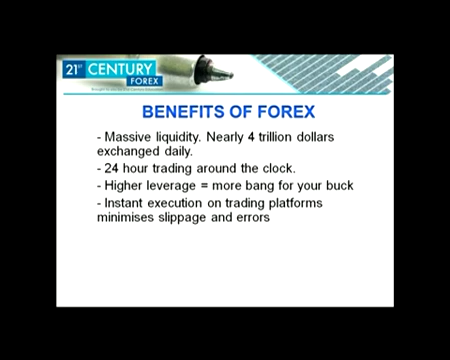 21st CENTURY
FOREX
BENEFITS OF FOREX
- Massive liquidity. Nearly 4 trillion dollars
exchanged daily.
- 24 hour trading around the clock.
- Higher leverage = more bang for your buck
- Instant execution on trading platforms
minimises slippage and errors